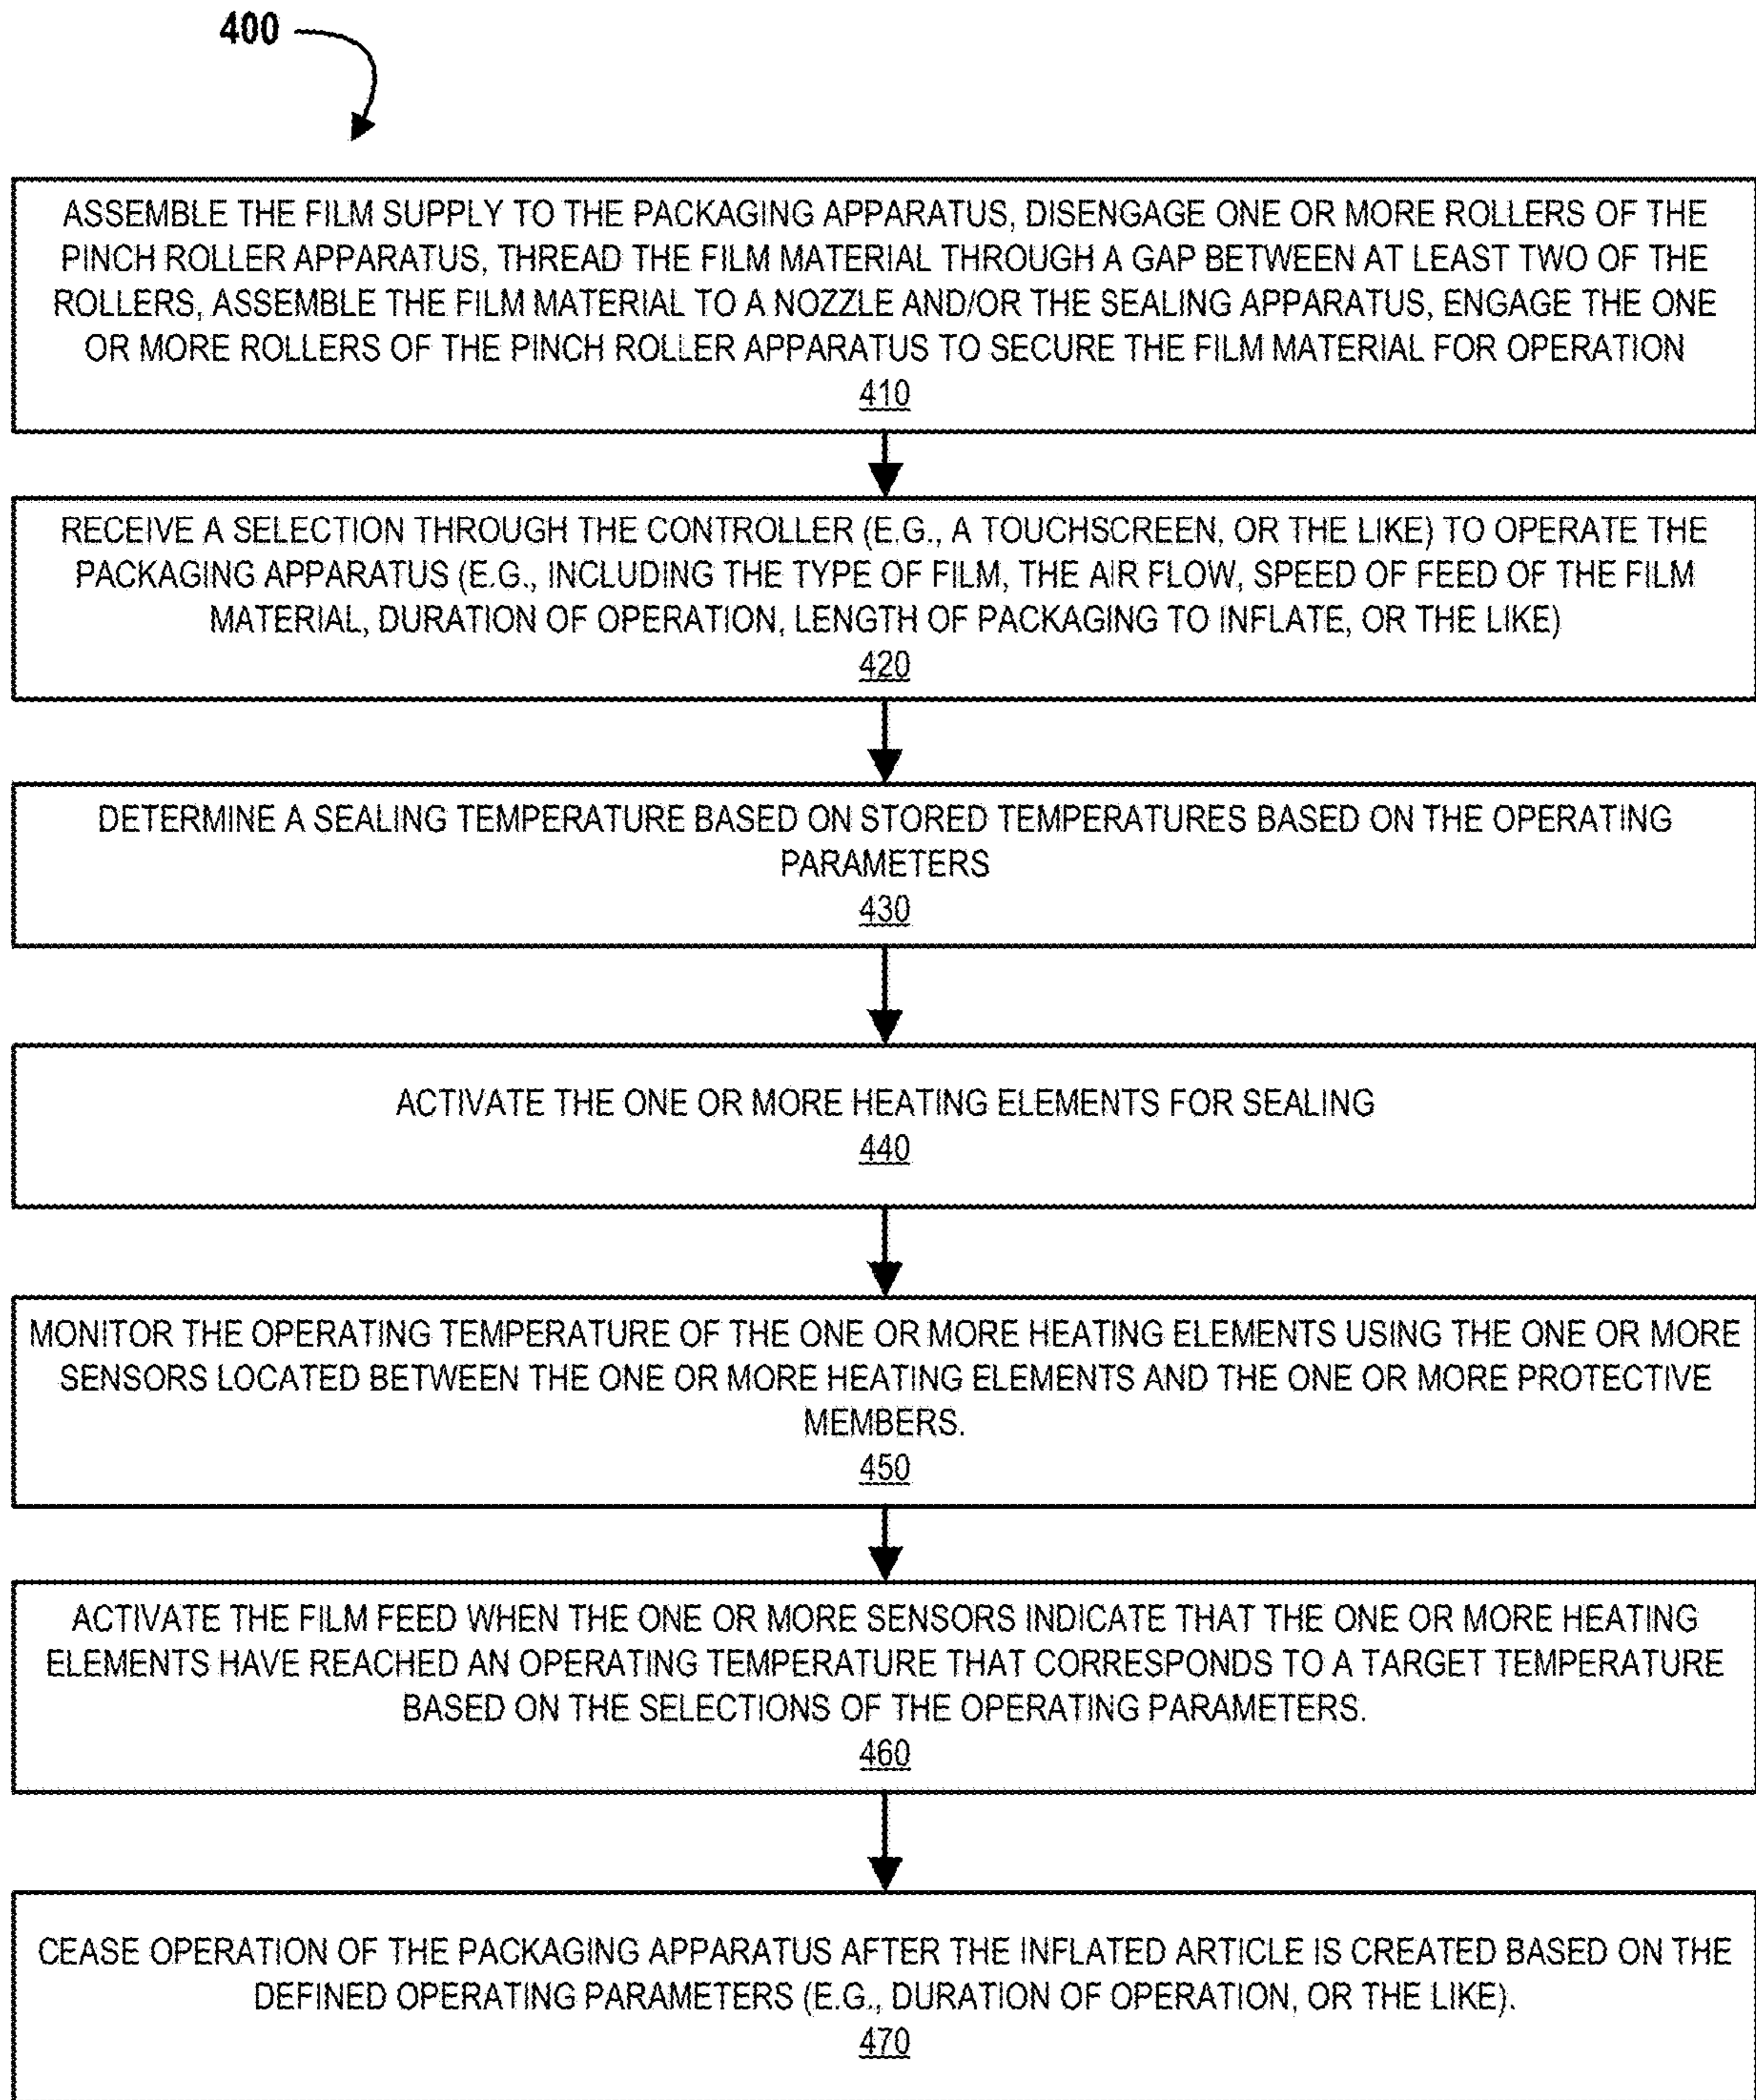 400
ASSEMBLE THE FILM SUPPLY TO THE PACKAGING APPARATUS, DISENGAGE ONE OR MORE ROLLERS OF THE
PINCH ROLLER APPARATUS, THREAD THE FILM MATERIAL THROUGH A GAP BETWEEN AT LEAST TWO OF THE
ROLLERS, ASSEMBLE THE FILM MATERIAL TO A NOZZLE AND/OR THE SEALING APPARATUS, ENGAGE THE ONE
OR MORE ROLLERS OF THE PINCH ROLLER APPARATUS TO SECURE THE FILM MATERIAL FOR OPERATION
410
RECEIVE A SELECTION THROUGH THE CONTROLLER (E.G., A TOUCHSCREEN, OR THE LIKE) TO OPERATE THE
PACKAGING APPARATUS (E.G., INCLUDING THE TYPE OF FILM, THE AIR FLOW, SPEED OF FEED OF THE FILM
MATERIAL, DURATION OF OPERATION, LENGTH OF PACKAGING TO INFLATE, OR THE LIKE)
420
DETERMINE A SEALING TEMPERATURE BASED ON STORED TEMPERATURES BASED ON THE OPERATING
PARAMETERS
430
ACTIVATE THE ONE OR MORE HEATING ELEMENTS FOR SEALING
440
MONITOR THE OPERATING TEMPERATURE OF THE ONE OR MORE HEATING ELEMENTS USING THE ONE OR MORE
SENSORS LOCATED BETWEEN THE ONE OR MORE HEATING ELEMENTS AND THE ONE OR MORE PROTECTIVE
MEMBERS.
450
ACTIVATE THE FILM FEED WHEN THE ONE OR MORE SENSORS INDICATE THAT THE ONE OR MORE HEATING
ELEMENTS HAVE REACHED AN OPERATING TEMPERATURE THAT CORRESPONDS TO A TARGET TEMPERATURE
BASED ON THE SELECTIONS OF THE OPERATING PARAMETERS.
460
CEASE OPERATION OF THE PACKAGING APPARATUS AFTER THE INFLATED ARTICLE IS CREATED BASED ON THE
DEFINED OPERATING PARAMETERS (E.G., DURATION OF OPERATION, OR THE LIKE).
470